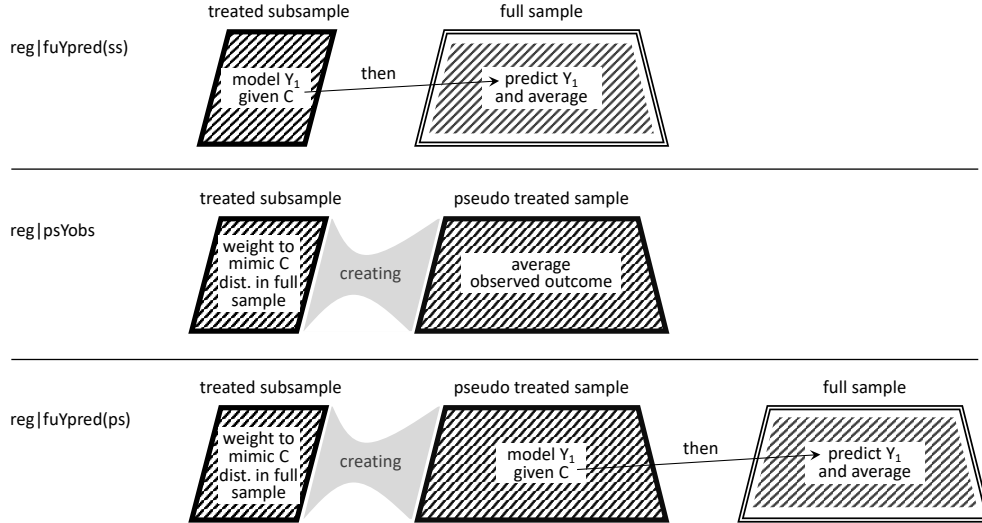 treated subsample
full sample
reg|fuYpred(ss)
model Y₁
given C
then
predict Y₁
and average
treated subsample
pseudo treated sample
reg|psYobs
weight to
mimic C
dist. in full
sample
creating
average
observed outcome
treated subsample
pseudo treated sample
full sample
reg|fuYpred(ps)
weight to
mimic C
dist. in full
sample
creating
model Y₁
given C
then
predict Y₁
and average